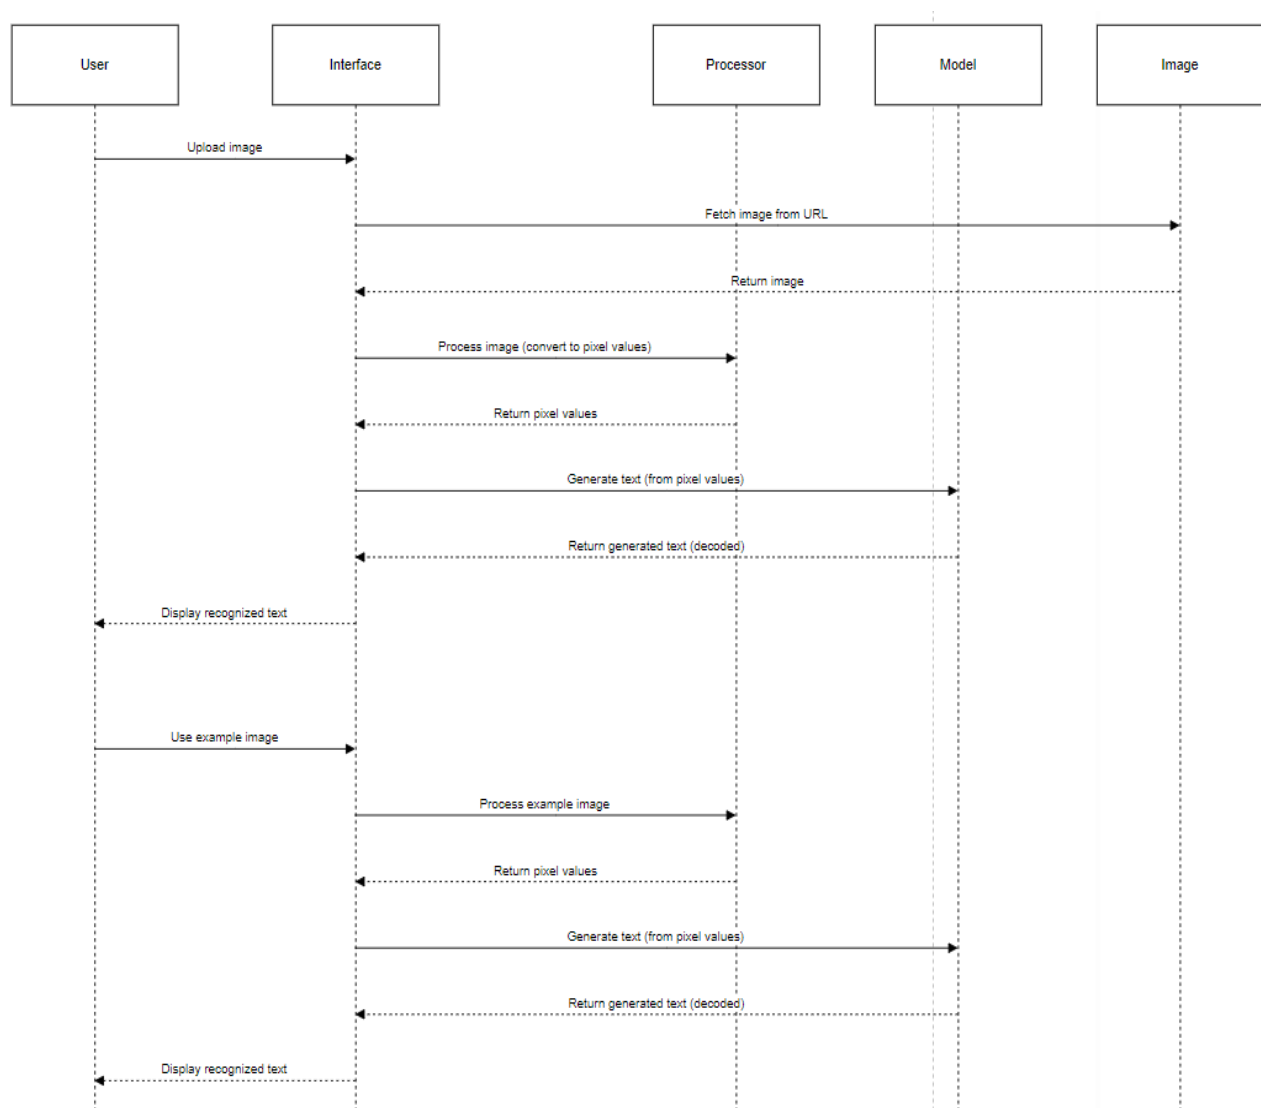 User
Interface
Processor
Model
Image
Upload image
Fetch image from URL
Return image
Process image (convert to pixel values)
Return pixel values
Generate text (from pixel values)
Return generated text (decoded)
Display recognized text
Use example image
Process example image
Return pixel values
Generate text (from pixel values)
Return generated text (decoded)
Display recognized text